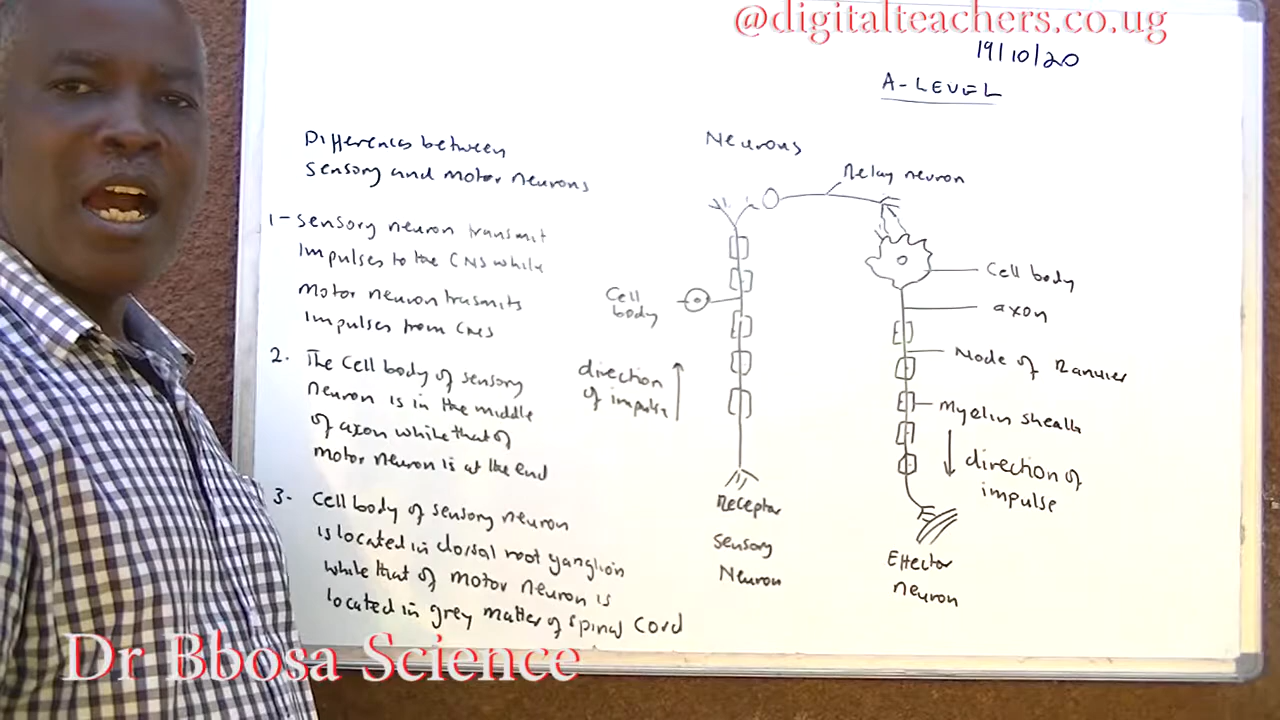 @digitalteachers.co.ug
19/10/20
A-LEVEL
Differences between
sensory and motor neurons
1- sensory neuron transmit
impulses to the CNS while
motor neuron trasmits
impulses from CNS
2. The cell body of sensory
neuron is in the middle
of axon while that of
motor neuron is at the end
3- Cell body of sensory neuron
is located in dorsal root ganglion
while that of motor neuron is
located in grey matter of spinal cord
Neurons
Relay neuron
Cell
body
direction
of impulse
Receptor
Sensory
Neuron
Cell body
axon
Node of Ranvier
Myelin sheath
direction of
impulse
Effector
neuron
Dr Bbosa Science